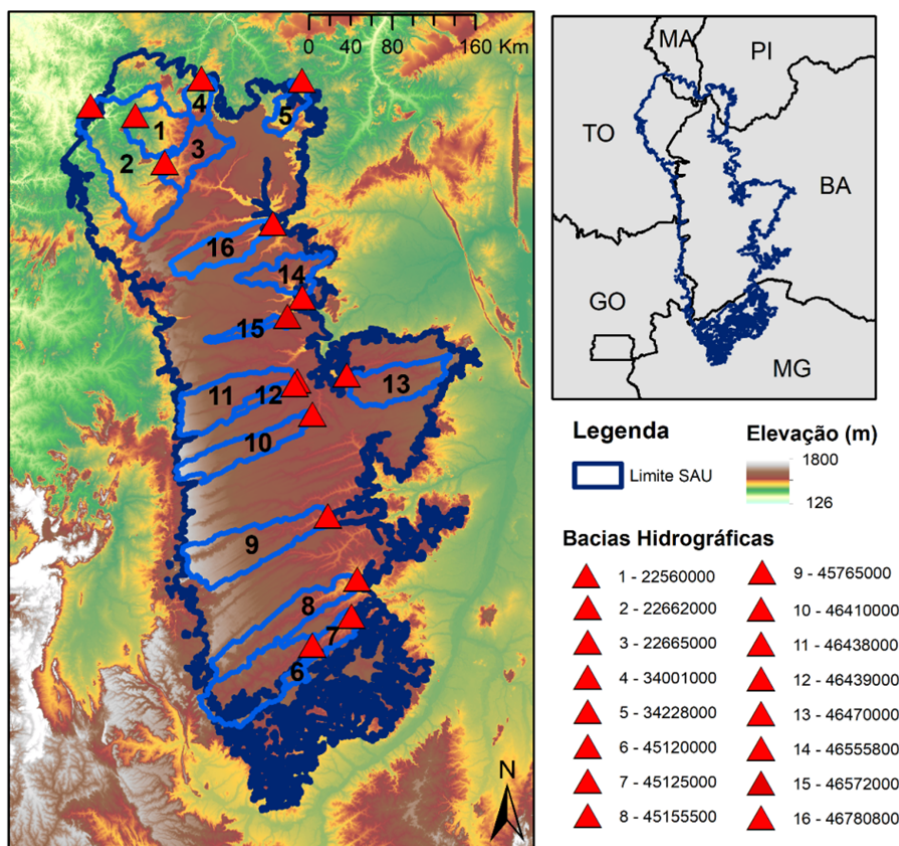 0 40 80 160 Km
4
5
1
3
2
16
14
15
11
12
13
10
9
8
7
6
N
MA
PI
TO
BA
GO
MG
Legenda
Limite SAU
Elevação (m)
1800
126
Bacias Hidrográficas
1 - 22560000
2 - 22662000
3 - 22665000
4 - 34001000
5 - 34228000
6 - 45120000
7 - 45125000
8 - 45155500
9 - 45765000
10 - 46410000
11 - 46438000
12 - 46439000
13 - 46470000
14 - 46555800
15 - 46572000
16 - 46780800